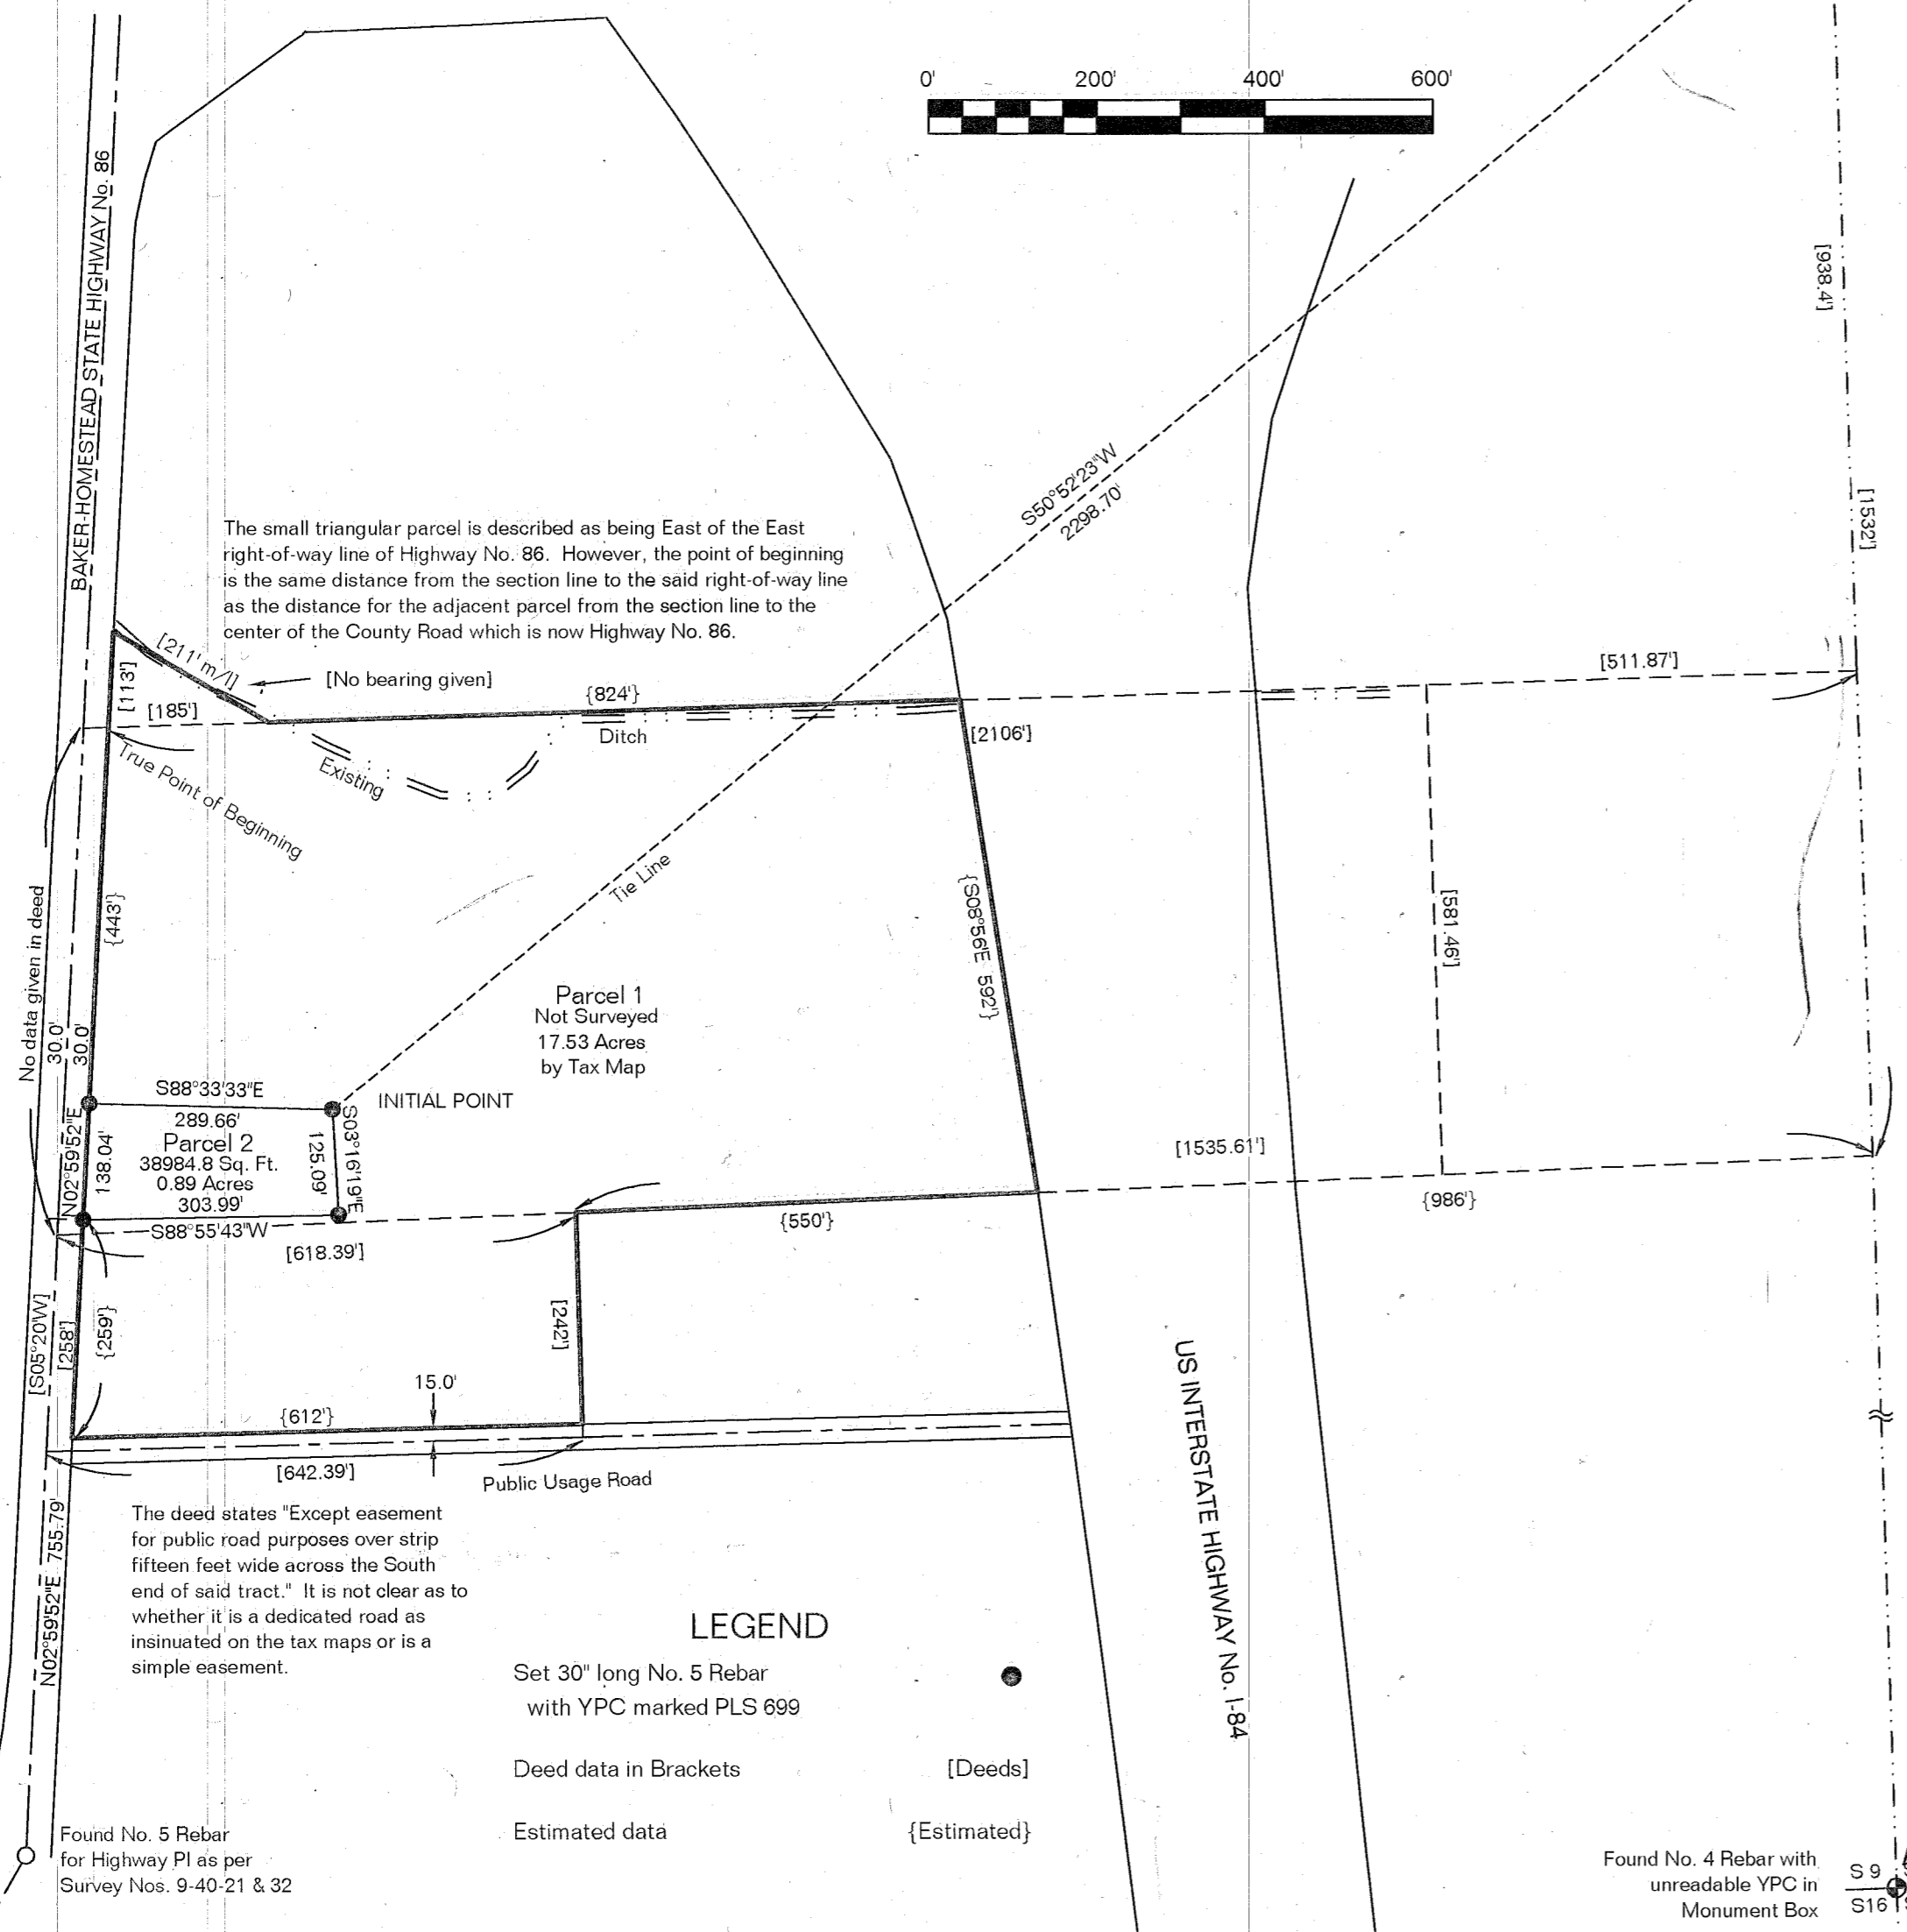 0' 200' 400' 600'
BAKER-HOMESTEAD STATE HIGHWAY No. 86
[938.4']
S50°52'23"W
2298.70'
[1532']
The small triangular parcel is described as being East of the East
right-of-way line of Highway No. 86. However, the point of beginning
is the same distance from the section line to the said right-of-way line
as the distance for the adjacent parcel from the section line to the
center of the County Road which is now Highway No. 86.
[211' m/l]
[No bearing given]
[113']
[185']
{824'}
[511.87']
Ditch
[2106']
Existing
True Point of Beginning
Tie Line
{443'}
No data given in deed
{S08°56'E 592'}
[581.46']
Parcel 1
Not Surveyed
17.53 Acres
by Tax Map
30.0'
30.0'
S88°33'33"E
289.66'
INITIAL POINT
Parcel 2
38984.8 Sq. Ft.
0.89 Acres
303.99'
S88°55'43"W
N02°59'52"E
138.04'
125.09'
S03°16'19"E
[1535.61']
{986'}
{550'}
[618.39']
[S05°20'W]
[258']
{259'}
[242']
15.0'
{612'}
[642.39']
Public Usage Road
US INTERSTATE HIGHWAY No. I-84
N02°59'52"E 755.79'
The deed states "Except easement
for public road purposes over strip
fifteen feet wide across the South
end of said tract." It is not clear as to
whether it is a dedicated road as
insinuated on the tax maps or is a
simple easement.
LEGEND
Set 30" long No. 5 Rebar
with YPC marked PLS 699
Deed data in Brackets [Deeds]
Estimated data {Estimated}
Found No. 5 Rebar
for Highway PI as per
Survey Nos. 9-40-21 & 32
Found No. 4 Rebar with
unreadable YPC in
Monument Box
S 9
S16